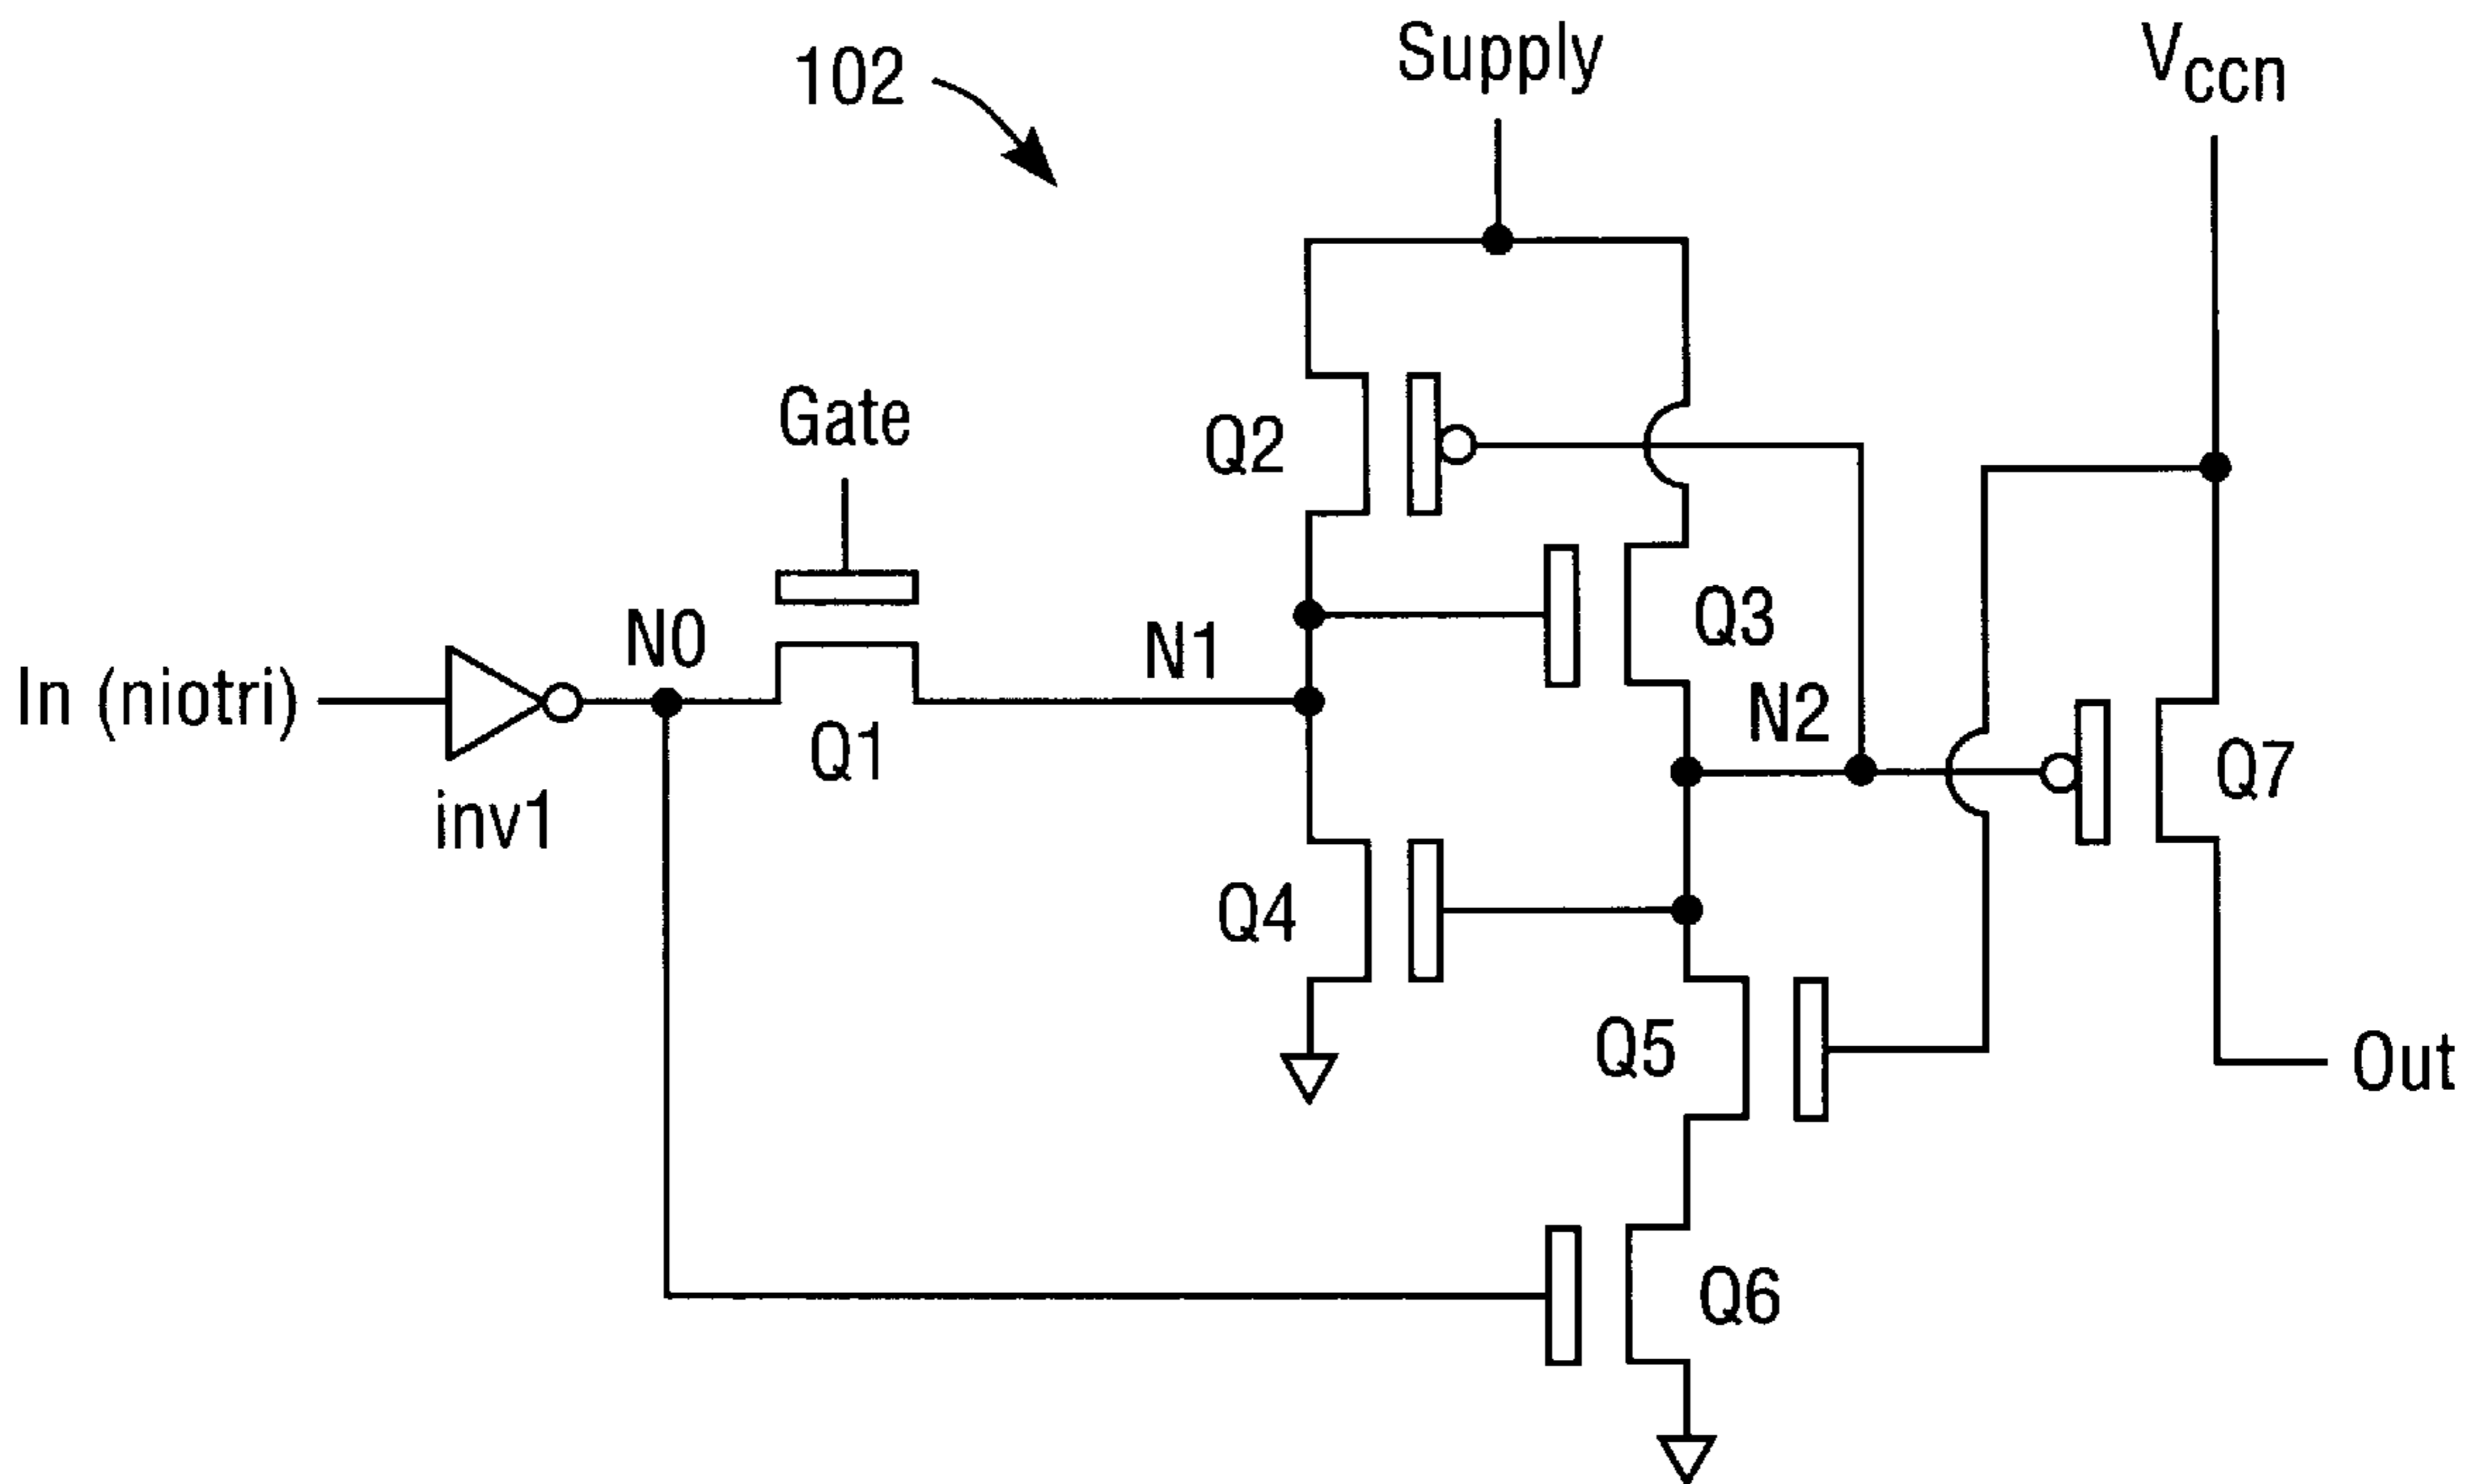 102
Supply
Vccn
Gate
Q2
N0
N1
Q3
In (niotri)
Q1
N2
Q7
inv1
Q4
Q5
Out
Q6